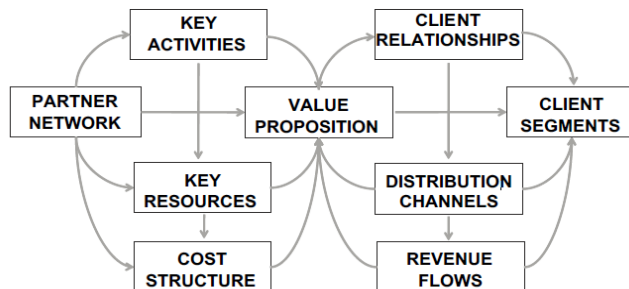 KEY
ACTIVITIES
CLIENT
RELATIONSHIPS
PARTNER
NETWORK
VALUE
PROPOSITION
CLIENT
SEGMENTS
KEY
RESOURCES
DISTRIBUTION
CHANNELS
COST
STRUCTURE
REVENUE
FLOWS